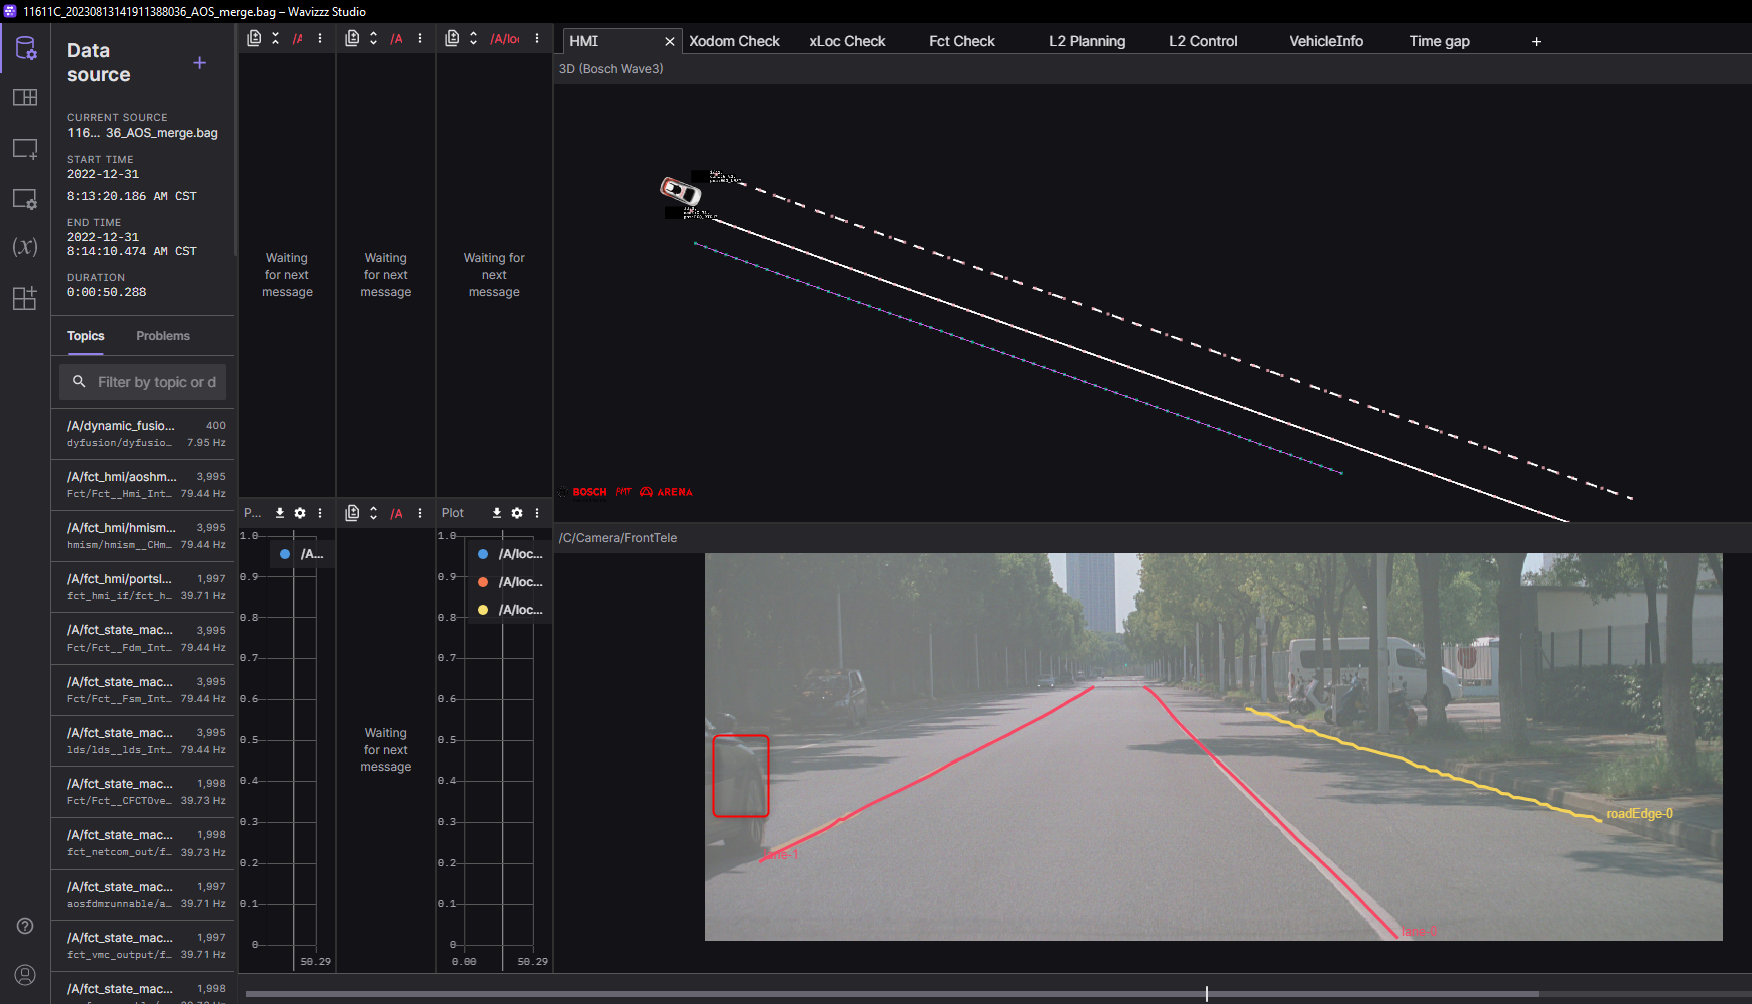 11611C_20230813141911388036_AOS_merge.bag – Wavizzz Studio
Data
source
CURRENT SOURCE
116... 36_AOS_merge.bag
START TIME
2022-12-31
8:13:20.186 AM CST
END TIME
2022-12-31
8:14:10.474 AM CST
DURATION
0:00:50.288
Topics
Problems
Filter by topic or d
/A/dynamic_fusio... 400
dyfusion/dyfusio… 7.95 Hz
/A/fct_hmi/aoshm... 3,995
Fct/Fct__Hmi_Int… 79.44 Hz
/A/fct_hmi/hmism... 3,995
hmism/hmism__CHm… 79.44 Hz
/A/fct_hmi/portsl... 1,997
fct_hmi_if/fct_h… 39.71 Hz
/A/fct_state_mac... 3,995
Fct/Fct__Fdm_Int… 79.44 Hz
/A/fct_state_mac... 3,995
Fct/Fct__Fsm_Int… 79.44 Hz
/A/fct_state_mac... 3,995
lds/lds__lds_Int… 79.44 Hz
/A/fct_state_mac... 1,998
Fct/Fct__CFCTOve… 39.73 Hz
/A/fct_state_mac... 1,998
fct_netcom_out/f… 39.73 Hz
/A/fct_state_mac... 1,997
aosfdmrunnable/a… 39.71 Hz
/A/fct_state_mac... 1,997
fct_vmc_output/f… 39.71 Hz
/A/fct_state_mac... 1,998
/A
/A
/A/loc
Waiting
for next
message
Waiting
for next
message
Waiting for
next
message
P...
/A
Plot
1.0
0.9
0.8
0.7
0.6
0.5
0.4
0.3
0.2
0.1
0
50.29
/A...
Waiting
for next
message
1.0
0.9
0.8
0.7
0.6
0.5
0.4
0.3
0.2
0.1
0
0.00 50.29
/A/loc...
/A/loc...
/A/loc...
HMI
Xodom Check
xLoc Check
Fct Check
L2 Planning
L2 Control
VehicleInfo
Time gap
3D (Bosch Wave3)
BOSCH
ARENA
/C/Camera/FrontTele
roadEdge-0
lane-1
lane-0